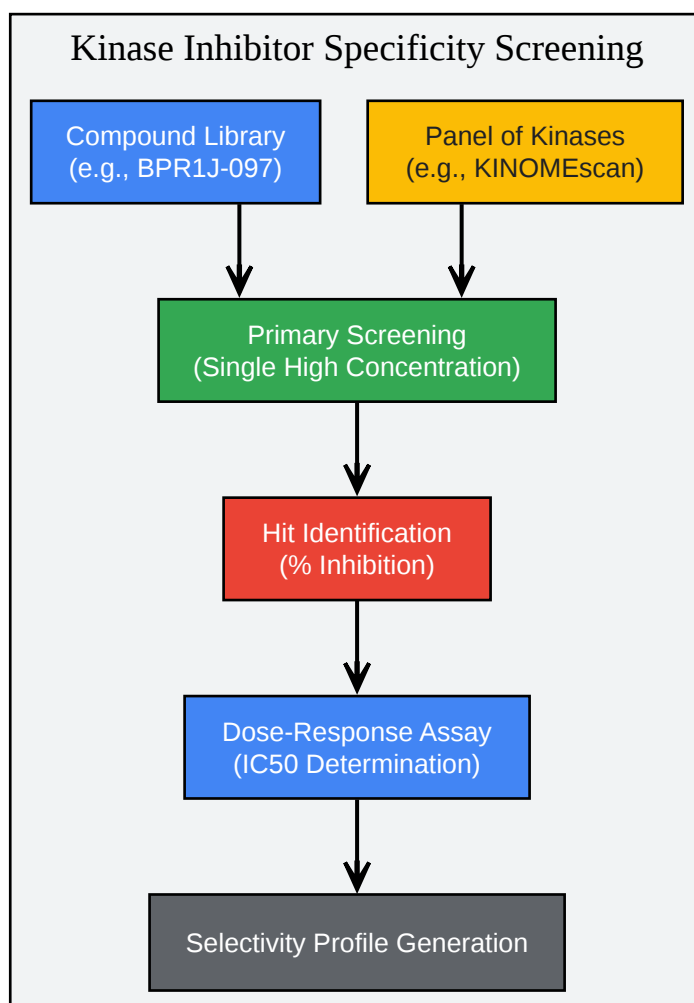 Kinase Inhibitor Specificity Screening
Compound Library
(e.g., BPR1J-097)
Panel of Kinases
(e.g., KINOMEscan)
Primary Screening
(Single High Concentration)
Hit Identification
(% Inhibition)
Dose-Response Assay
(IC50 Determination)
Selectivity Profile Generation